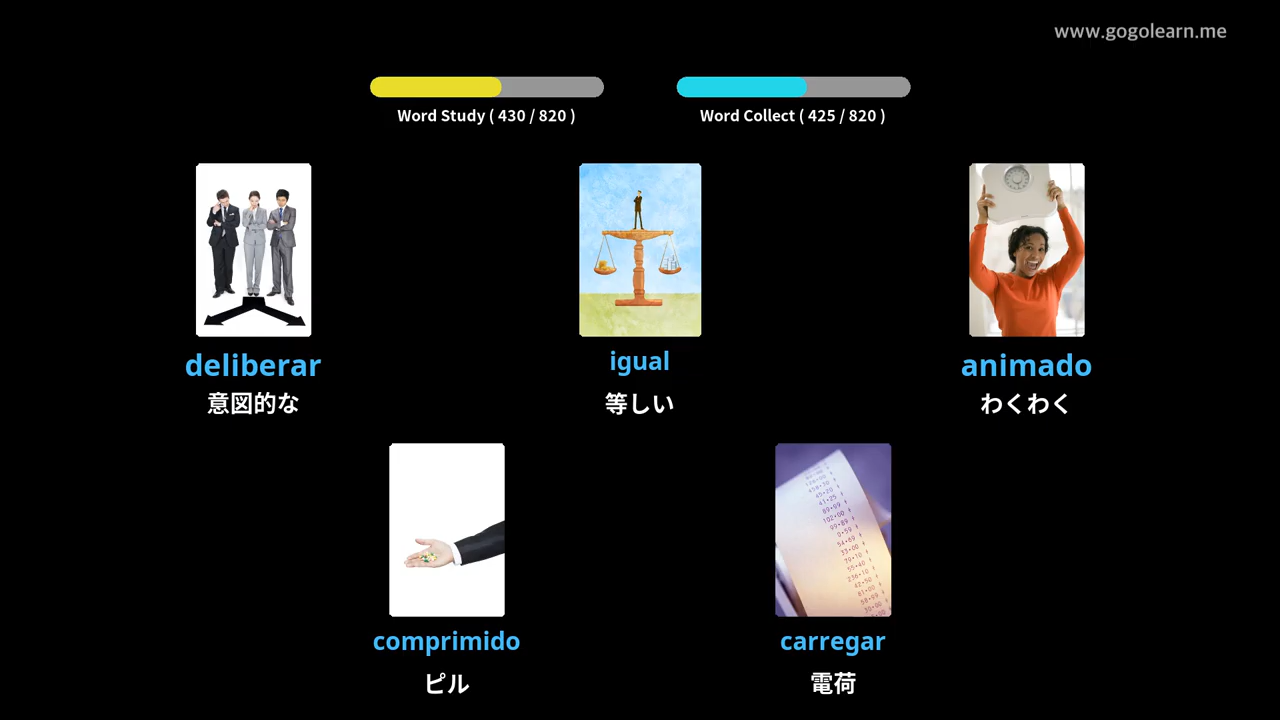 www.gogolearn.me
Word Study ( 430 / 820 )
Word Collect ( 425 / 820 )
deliberar
意図的な
igual
等しい
animado
わくわく
comprimido
ピル
carregar
電荷